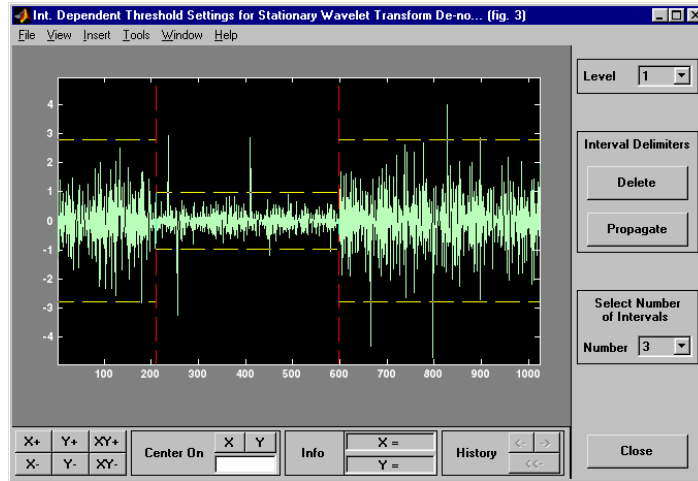 Int. Dependent Threshold Settings for Stationary Wavelet Transform De-no... (fig. 3)
File View Insert Tools Window Help
Level 1
4
3
2
1
0
-1
-2
-3
-4
100 200 300 400 500 600 700 800 900 1000
Interval Delimiters
Delete
Propagate
Select Number
of Intervals
Number 3
X+ Y+ XY+
X- Y- XY-
Center On
X Y
Info
X =
Y =
History
<- ->
<<-
Close